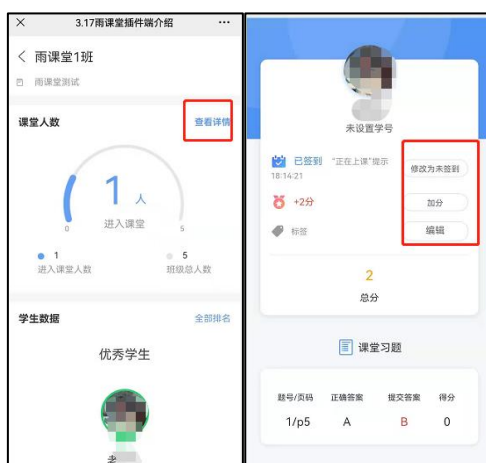 3.17雨课堂插件端介绍
雨课堂1班
雨课堂测试
课堂人数 查看详情
1 人
进入课堂
0 5
1 5
进入课堂人数 班级总人数
学生数据 全部排名
优秀学生
未设置学号
已签到 “正在上课”提示 修改为未签到
18:14:21
+2分 加分
标签 编辑
2
总分
课堂习题
题号/页码 正确答案 提交答案 得分
1/p5 A B 0